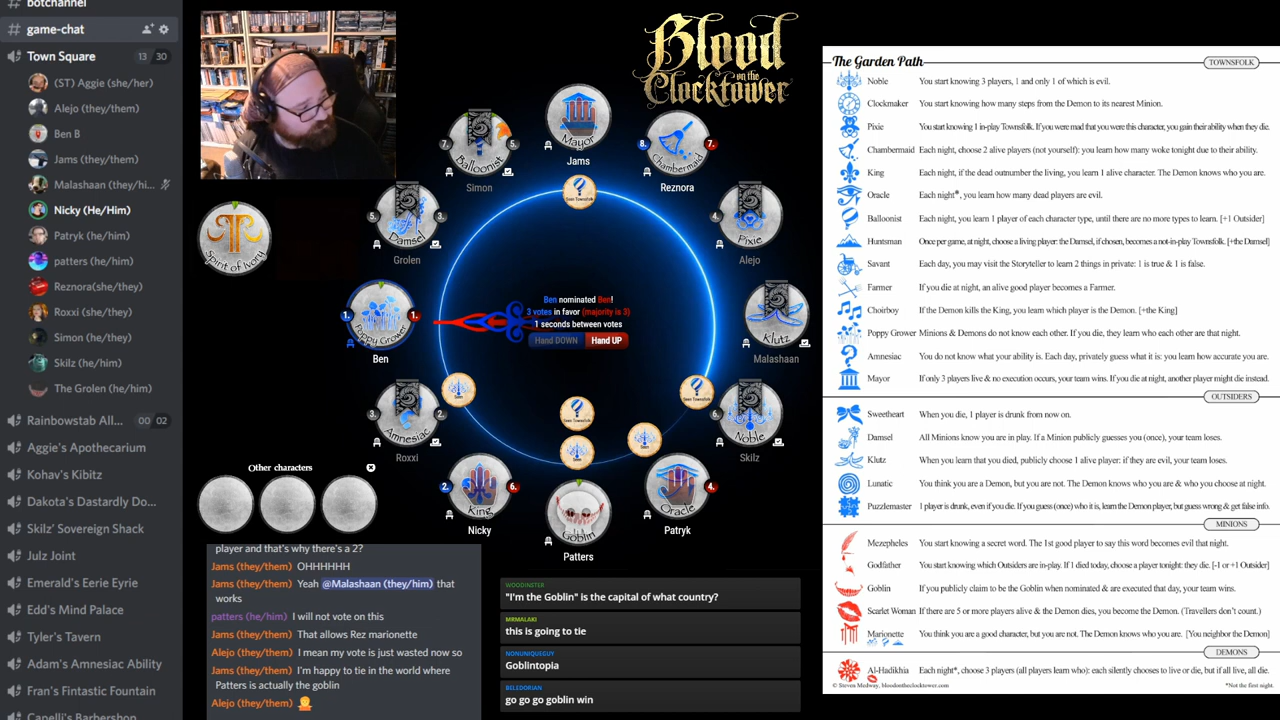 botchannel
# game-chat
Town Square 13 30
(ST) Aggie (she/her)
Alejo (they/them)
Ben B
Jams (they/them)
Malashaan (they/hi...
Nicky (He/Him)
Patryk (he/him)
patters (he/him)
Reznora(she/they)
Roxxi (she/they)
Simon (he/they)
Skilz (he/him)
The Grolen (he/him)
Rainbowstab All... 00 02
Aggie's Apothecarium
Kohav's Kibitz
Dakota's Dastardly Do...
Skilz' Sovereign Shack
Julz Joint
Emerald's Eerie Eyrie
Edd's Mind Palace
Tyler's Tavern
Adam's Amnesiac Ability
Fran's Fintastic Fountain
Capelli's Barbershop
Blood
on the
Clocktower
Spirit of Ivory
Mayor
Jams
8. Chambermaid 7.
Reznora
4. Pixie
Alejo
Klutz
Malashaan
6. Noble
Skilz
Oracle 4.
Patryk
Goblin
Patters
2. King 6.
Nicky
3. Amnesiac 2.
Roxxi
1. Poppy Grower 1.
Ben
5. Damsel 3.
Grolen
7. Balloonist 5.
Simon
Ben nominated Ben!
3 votes in favor (majority is 3)
1 seconds between votes
Hand DOWN Hand UP
Other characters
player and that's why there's a 2?
Jams (they/them) OHHHHHH
Jams (they/them) Yeah @Malashaan (they/him) that
works
patters (he/him) I will not vote on this
Jams (they/them) That allows Rez marionette
Alejo (they/them) I mean my vote is just wasted now so
Jams (they/them) I'm happy to tie in the world where
Patters is actually the goblin
Alejo (they/them)
WOODINETER
"I'm the Goblin" is the capital of what country?
MRMALAKI
this is going to tie
NONUNIQUEGUY
Goblintopia
BELEDORIAN
go go go goblin win
The Garden Path TOWNSFOLK
Noble You start knowing 3 players, 1 and only 1 of which is evil.
Clockmaker You start knowing how many steps from the Demon to its nearest Minion.
Pixie You start knowing 1 in-play Townsfolk. If you were mad that you were this character, you gain their ability when they die.
Chambermaid Each night, choose 2 alive players (not yourself): you learn how many woke tonight due to their ability.
King Each night, if the dead outnumber the living, you learn 1 alive character. The Demon knows who you are.
Oracle Each night*, you learn how many dead players are evil.
Balloonist Each night, you learn 1 player of each character type, until there are no more types to learn. [+1 Outsider]
Huntsman Once per game, at night, choose a living player: the Damsel, if chosen, becomes a not-in-play Townsfolk. [+the Damsel]
Savant Each day, you may visit the Storyteller to learn 2 things in private: 1 is true & 1 is false.
Farmer If you die at night, an alive good player becomes a Farmer.
Choirboy If the Demon kills the King, you learn which player is the Demon. [+the King]
Poppy Grower Minions & Demons do not know each other. If you die, they learn who each other are that night.
Amnesiac You do not know what your ability is. Each day, privately guess what it is: you learn how accurate you are.
Mayor If only 3 players live & no execution occurs, your team wins. If you die at night, another player might die instead.
OUTSIDERS
Sweetheart When you die, 1 player is drunk from now on.
Damsel All Minions know you are in play. If a Minion publicly guesses you (once), your team loses.
Klutz When you learn that you died, publicly choose 1 alive player: if they are evil, your team loses.
Lunatic You think you are a Demon, but you are not. The Demon knows who you are & who you choose at night.
Puzzlemaster 1 player is drunk, even if you die. If you guess (once) who it is, learn the Demon player, but guess wrong & get false info.
MINIONS
Mezepheles You start knowing a secret word. The 1st good player to say this word becomes evil that night.
Godfather You start knowing which Outsiders are in-play. If 1 died today, choose a player tonight: they die. [-1 or +1 Outsider]
Goblin If you publicly claim to be the Goblin when nominated & are executed that day, your team wins.
Scarlet Woman If there are 5 or more players alive & the Demon dies, you become the Demon. (Travellers don't count.)
Marionette You think you are a good character, but you are not. The Demon knows who you are. [You neighbor the Demon]
DEMONS
Al-Hadikhia Each night*, choose 3 players (all players learn who): each silently chooses to live or die, but if all live, all die.
© Steven Medway, bloodontheclocktower.com *Not the first night